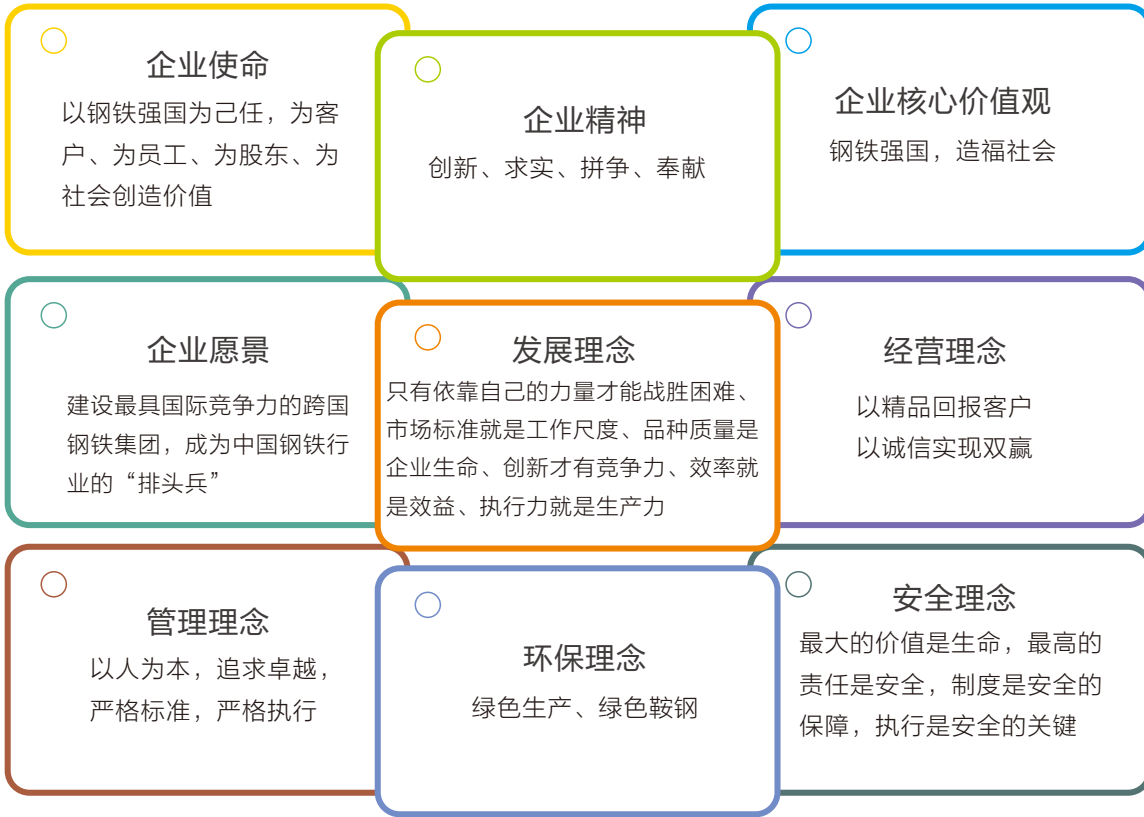 企业使命
以钢铁强国为己任，为客
户、为员工、为股东、为
社会创造价值
企业精神
创新、求实、拼争、奉献
企业核心价值观
钢铁强国，造福社会
企业愿景
建设最具国际竞争力的跨国
钢铁集团，成为中国钢铁行
业的“排头兵”
发展理念
只有依靠自己的力量才能战胜困难、
市场标准就是工作尺度、品种质量是
企业生命、创新才有竞争力、效率就
是效益、执行力就是生产力
经营理念
以精品回报客户
以诚信实现双赢
管理理念
以人为本，追求卓越，
严格标准，严格执行
环保理念
绿色生产、绿色鞍钢
安全理念
最大的价值是生命，最高的
责任是安全，制度是安全的
保障，执行是安全的关键